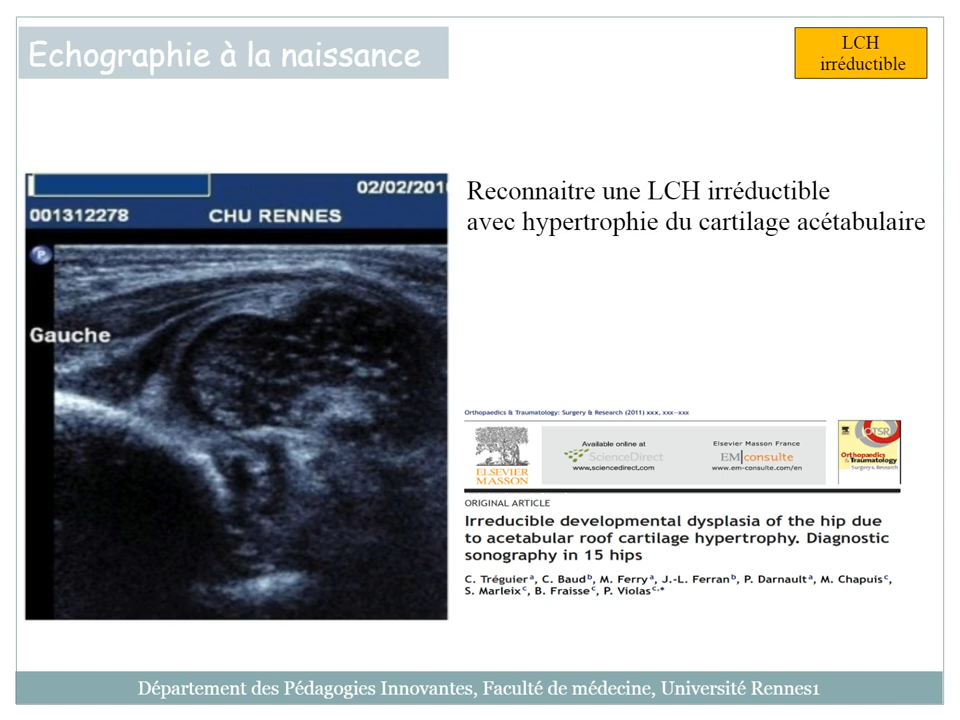 Echographie à la naissance
LCH
irréductible
02/02/201
001312278 CHU RENNES
P
Gauche
Reconnaitre une LCH irréductible
avec hypertrophie du cartilage acétabulaire
Orthopaedics & Traumatology: Surgery & Research (2011) xxx, xxx—xxx
ELSEVIER
MASSON
Available online at
ScienceDirect
www.sciencedirect.com
Elsevier Masson France
EM|consulte
www.em-consulte.com/en
OTSR
Orthopaedics
& Traumatology
Surgery & Research
ORIGINAL ARTICLE
Irreducible developmental dysplasia of the hip due
to acetabular roof cartilage hypertrophy. Diagnostic
sonography in 15 hips
C. Tréguier a, C. Baud b, M. Ferry a, J.-L. Ferran b, P. Darnault a, M. Chapuis c,
S. Marleix c, B. Fraisse c, P. Violas c,*
Département des Pédagogies Innovantes, Faculté de médecine, Université Rennes1